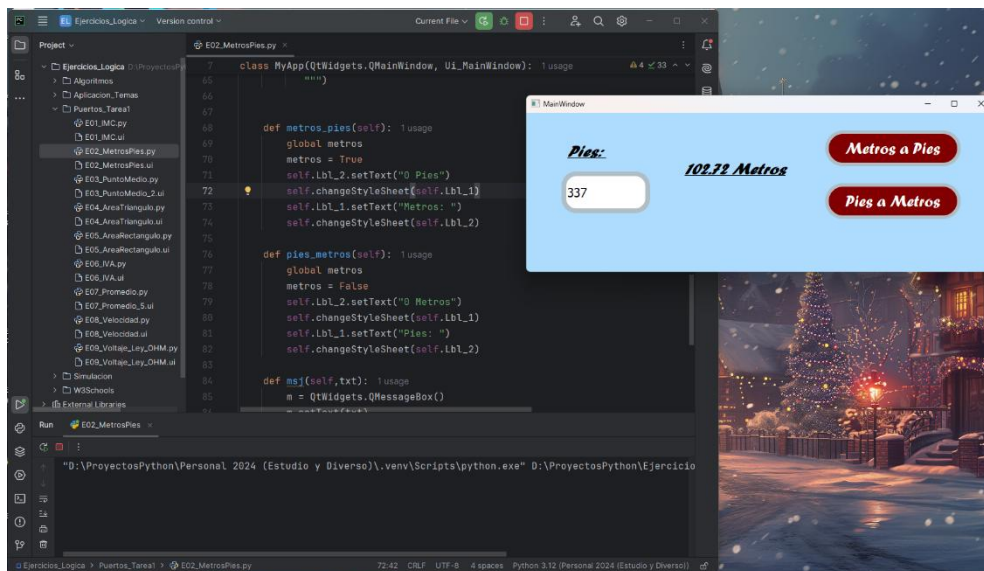 EL Ejercicios_Logica Version control Current File
Project
E02_MetrosPies.py
Ejercicios_Logica D:\ProyectosPy
Algoritmos
Aplicacion_Temas
Puertos_Tarea1
E01_IMC.py
E01_IMC.ui
E02_MetrosPies.py
E02_MetrosPies.ui
E03_PuntoMedio.py
E03_PuntoMedio_2.ui
E04_AreaTriangulo.py
E04_AreaTriangulo.ui
E05_AreaRectangulo.py
E05_AreaRectangulo.ui
E06_IVA.py
E06_IVA.ui
E07_Promedio.py
E07_Promedio_5.ui
E08_Velocidad.py
E08_Velocidad.ui
E09_Voltaje_Ley_OHM.py
E09_Voltaje_Ley_OHM.ui
Simulacion
W3Schools
External Libraries
7 class MyApp(QtWidgets.QMainWindow, Ui_MainWindow): 1 usage 4 33
65 """)
66
67
68 def metros_pies(self): 1 usage
69 global metros
70 metros = True
71 self.Lbl_2.setText("0 Pies")
72 self.changeStyleSheet(self.Lbl_1)
73 self.Lbl_1.setText("Metros: ")
74 self.changeStyleSheet(self.Lbl_2)
75
76 def pies_metros(self): 1 usage
77 global metros
78 metros = False
79 self.Lbl_2.setText("0 Metros")
80 self.changeStyleSheet(self.Lbl_1)
81 self.Lbl_1.setText("Pies: ")
82 self.changeStyleSheet(self.Lbl_2)
83
84 def msj(self,txt): 1 usage
85 m = QtWidgets.QMessageBox()
m.setText(txt)
MainWindow
Pies:
337
102.72 Metros
Metros a Pies
Pies a Metros
Run E02_MetrosPies
"D:\ProyectosPython\Personal 2024 (Estudio y Diverso)\.venv\Scripts\python.exe" D:\ProyectosPython\Ejercicio
Ejercicios_Logica > Puertos_Tarea1 > E02_MetrosPies.py 72:42 CRLF UTF-8 4 spaces Python 3.12 (Personal 2024 (Estudio y Diverso))